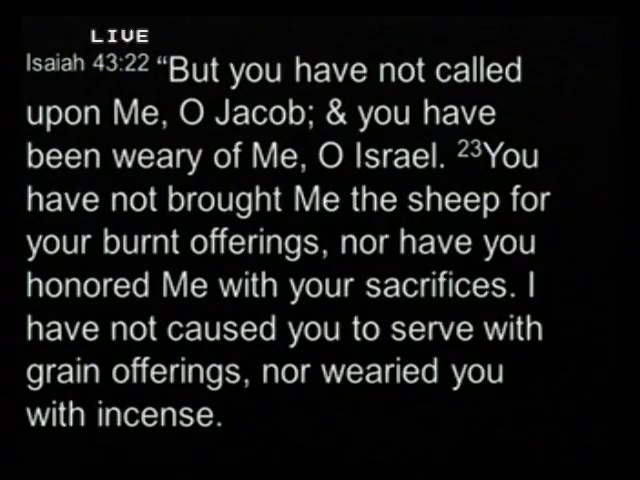 LIVE
Isaiah 43:22 “But you have not called
upon Me, O Jacob; & you have
been weary of Me, O Israel. 23You
have not brought Me the sheep for
your burnt offerings, nor have you
honored Me with your sacrifices. I
have not caused you to serve with
grain offerings, nor wearied you
with incense.